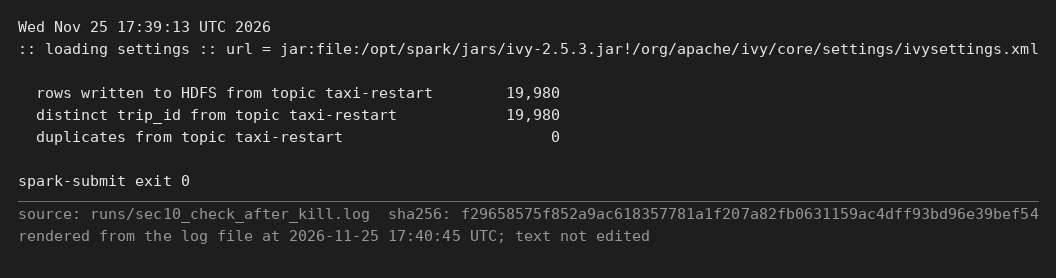 Wed Nov 25 17:39:13 UTC 2026
:: loading settings :: url = jar:file:/opt/spark/jars/ivy-2.5.3.jar!/org/apache/ivy/core/settings/ivysettings.xml
rows written to HDFS from topic taxi-restart 19,980
distinct trip_id from topic taxi-restart 19,980
duplicates from topic taxi-restart 0
spark-submit exit 0
source: runs/sec10_check_after_kill.log sha256: f29658575f852a9ac618357781a1f207a82fb0631159ac4dff93bd96e39bef54
rendered from the log file at 2026-11-25 17:40:45 UTC; text not edited